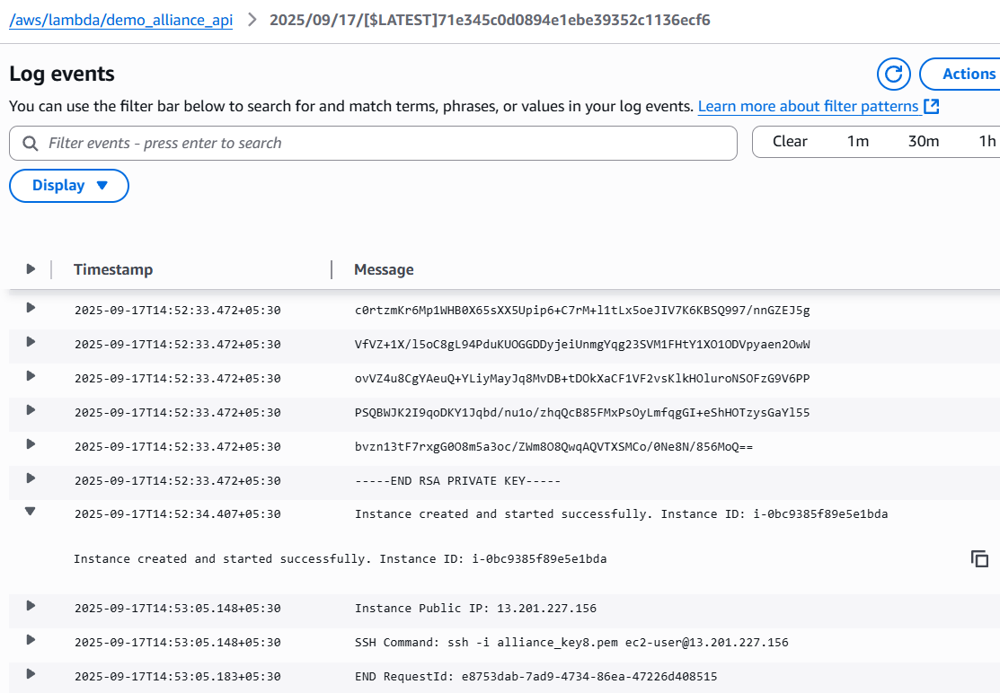 /aws/lambda/demo_alliance_api > 2025/09/17/[$LATEST]71e345c0d0894e1ebe39352c1136ecf6
Log events
Actions
You can use the filter bar below to search for and match terms, phrases, or values in your log events. Learn more about filter patterns
Filter events - press enter to search
Clear 1m 30m 1h
Display
Timestamp Message
2025-09-17T14:52:33.472+05:30 c0rtzmKr6Mp1WHB0X65sXX5Upip6+C7rM+l1tLx5oeJIV7K6KBSQ997/nnGZEJ5g
2025-09-17T14:52:33.472+05:30 VfVZ+1X/l5oC8gL94PduKUOGGDDyjeiUnmgYqg23SVM1FHtY1XO1ODVpyaen2OwW
2025-09-17T14:52:33.472+05:30 ovVZ4u8CgYAeuQ+YLiyMayJq8MvDB+tDOkXaCF1VF2vsKlkHOluroNSOFzG9V6PP
2025-09-17T14:52:33.472+05:30 PSQBWJK2I9qoDKY1Jqbd/nu1o/zhqQcB85FMxPsOyLmfqgGI+eShHOTzysGaYl55
2025-09-17T14:52:33.472+05:30 bvzn13tF7rxgG0O8m5a3oc/ZWm8O8QwqAQVTXSMCo/0Ne8N/856MoQ==
2025-09-17T14:52:33.472+05:30 -----END RSA PRIVATE KEY-----
2025-09-17T14:52:34.407+05:30 Instance created and started successfully. Instance ID: i-0bc9385f89e5e1bda
Instance created and started successfully. Instance ID: i-0bc9385f89e5e1bda
2025-09-17T14:53:05.148+05:30 Instance Public IP: 13.201.227.156
2025-09-17T14:53:05.148+05:30 SSH Command: ssh -i alliance_key8.pem ec2-user@13.201.227.156
2025-09-17T14:53:05.183+05:30 END RequestId: e8753dab-7ad9-4734-86ea-47226d408515